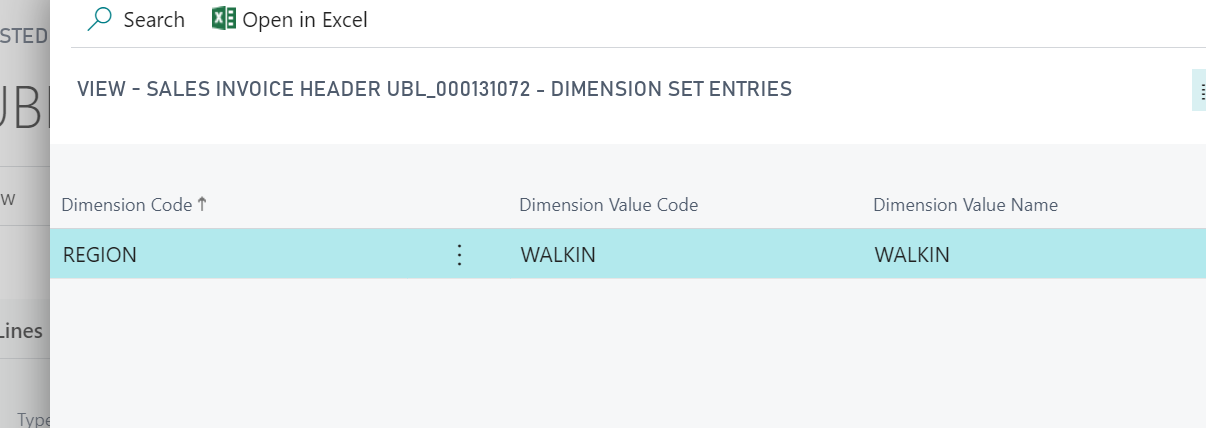 Search Open in Excel
STED
VIEW - SALES INVOICE HEADER UBL_000131072 - DIMENSION SET ENTRIES
UBL
w
Dimension Code ↑ Dimension Value Code Dimension Value Name
REGION WALKIN WALKIN
Lines
Type